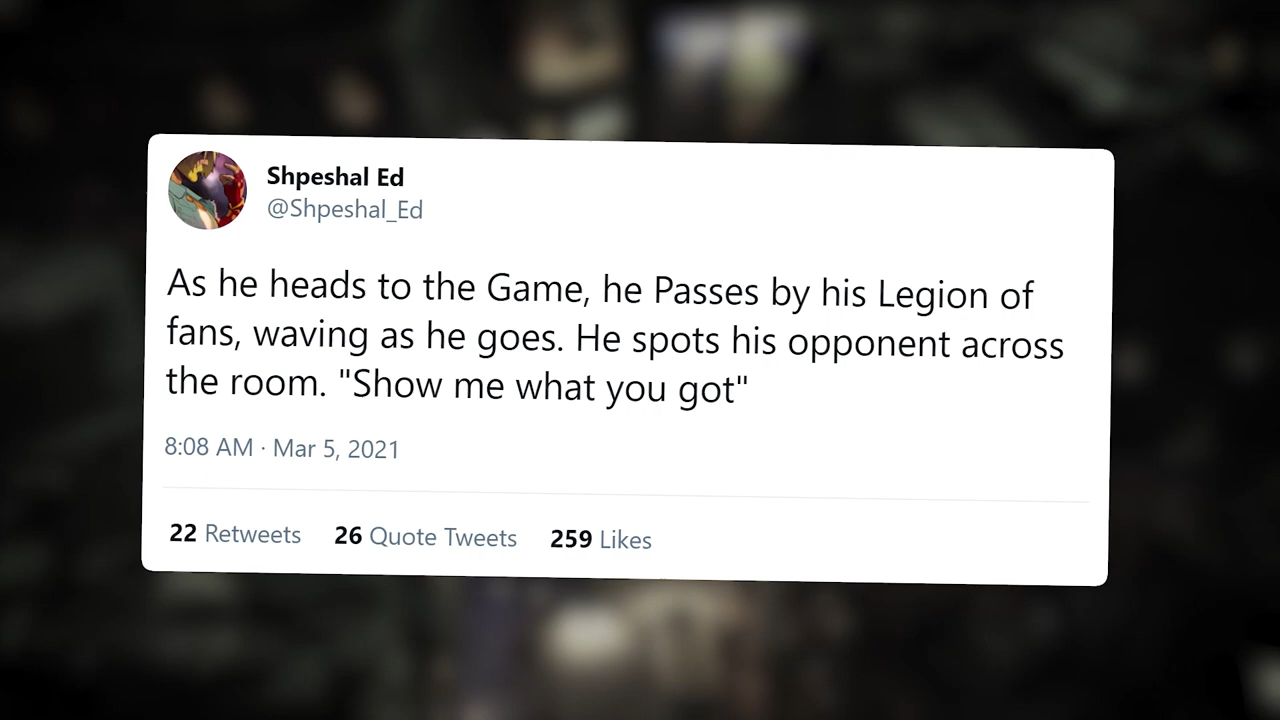 Shpeshal Ed
@Shpeshal_Ed
As he heads to the Game, he Passes by his Legion of
fans, waving as he goes. He spots his opponent across
the room. "Show me what you got"
8:08 AM · Mar 5, 2021
22 Retweets 26 Quote Tweets 259 Likes